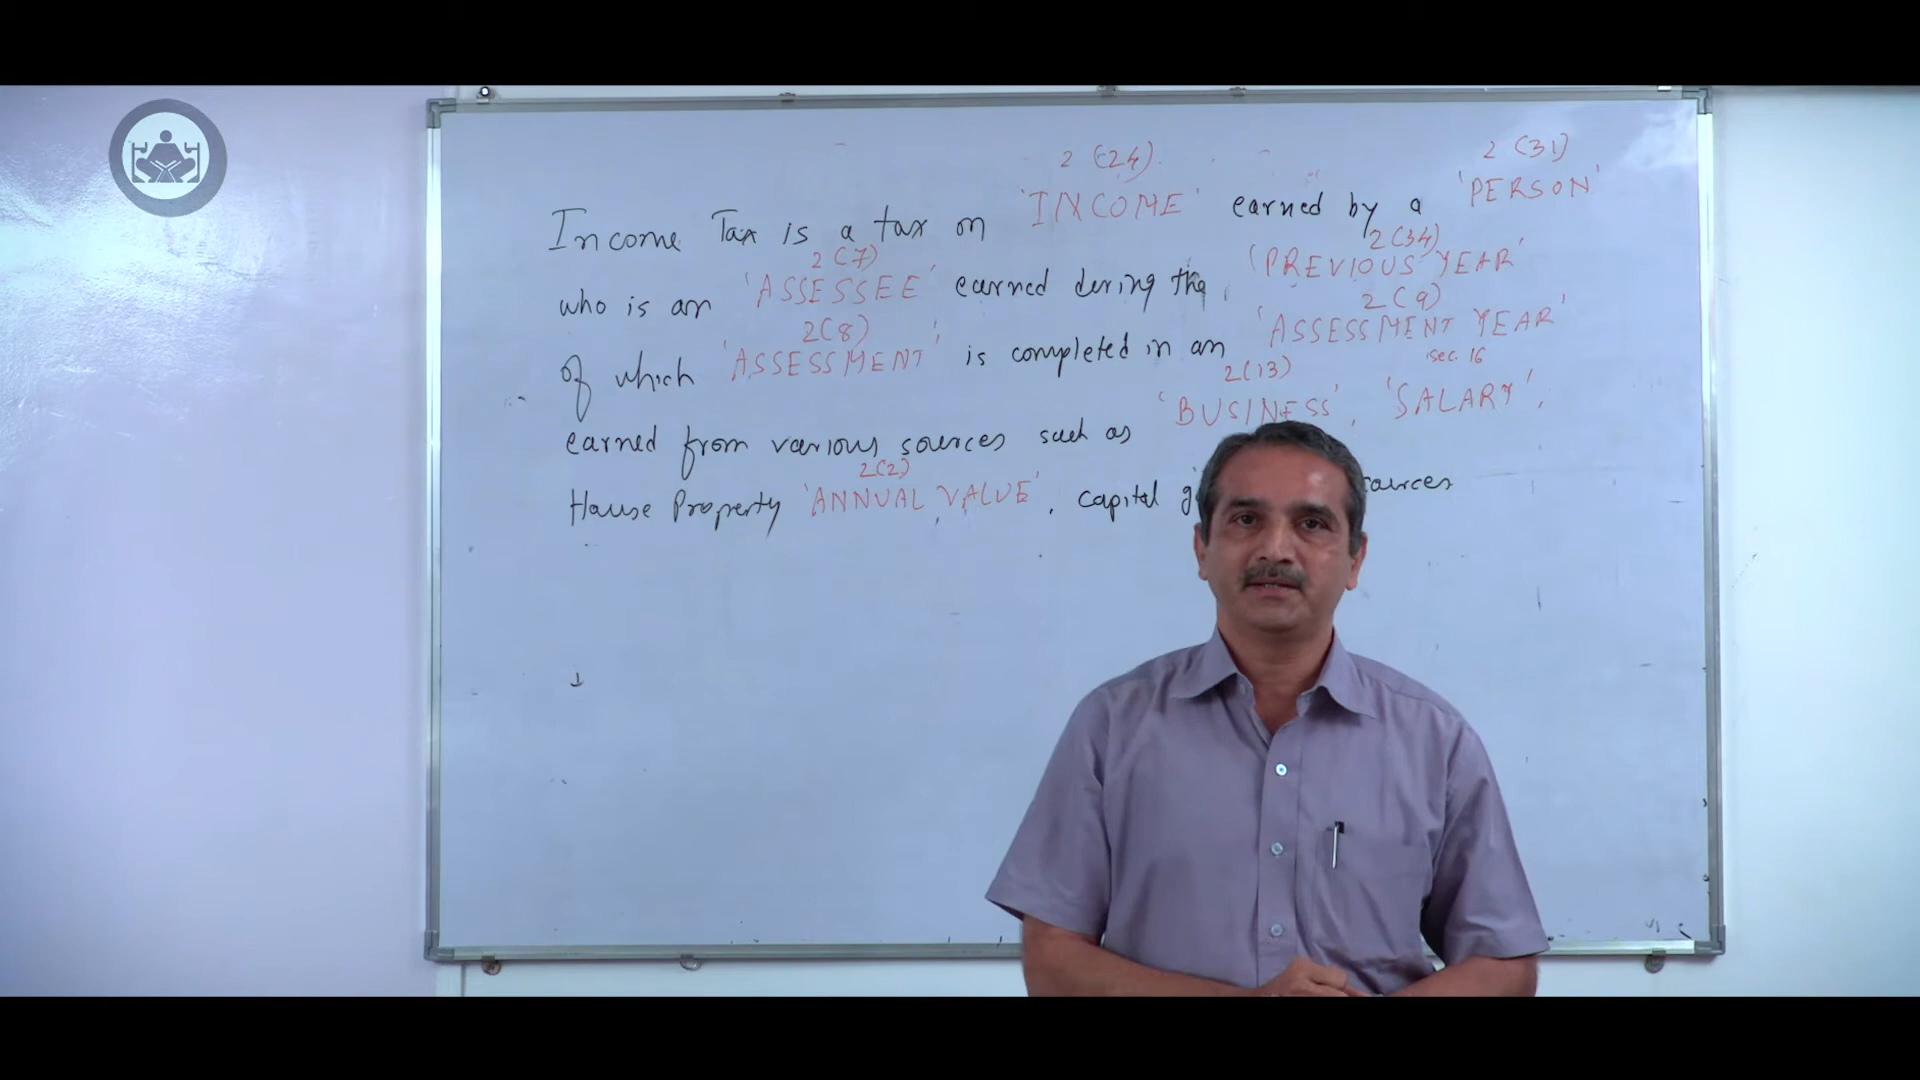 2 (24) 2 (31)
Income Tax is a tax on 'INCOME' earned by a 'PERSON'
2 (7) 2 (34)
who is an 'ASSESSEE' earned during the 'PREVIOUS YEAR'
2 (8) 2 (9)
of which 'ASSESSMENT' is completed in an 'ASSESSMENT YEAR'
2 (13) sec. 16
earned from various sources such as 'BUSINESS', 'SALARY',
2(2)
House Property 'ANNUAL VALUE', capital